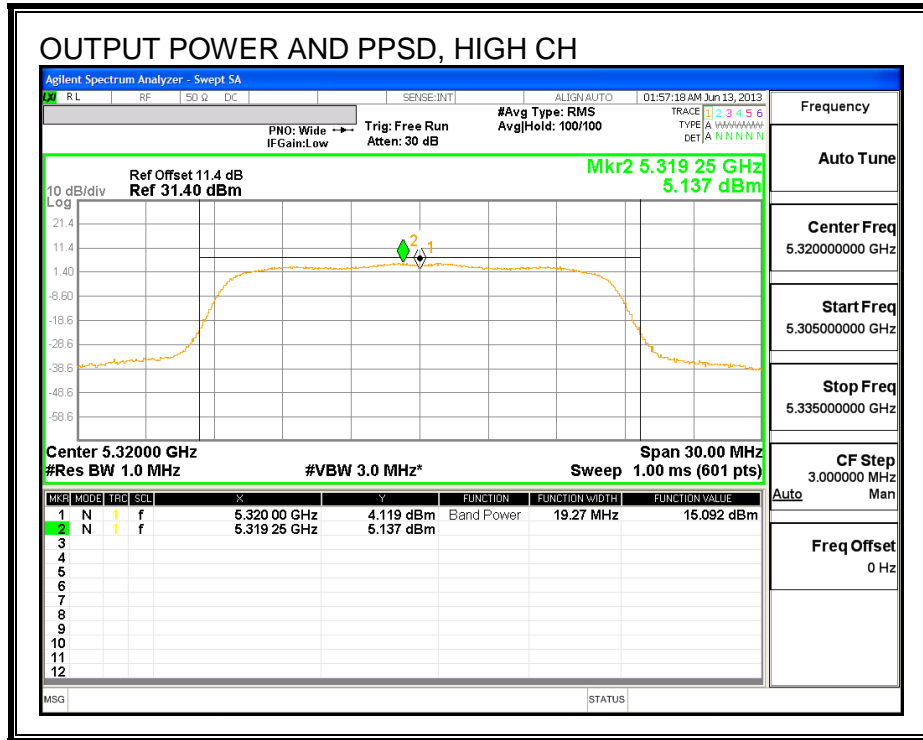 OUTPUT POWER AND PPSD, HIGH CH
Agilent Spectrum Analyzer - Swept SA
LXI RL RF 50 Ω DC SENSE:INT ALIGN AUTO 01:57:18 AM Jun 13, 2013
PNO: Wide Trig: Free Run #Avg Type: RMS TRACE 1 2 3 4 5 6
IFGain:Low Atten: 30 dB Avg|Hold: 100/100 TYPE A WWWWW
DET A N N N N N
Mkr2 5.319 25 GHz
5.137 dBm
Ref Offset 11.4 dB
10 dB/div Ref 31.40 dBm
Log
21.4
11.4
1.40
-8.60
-18.6
-28.6
-38.6
-48.6
-58.6
2 1
Center 5.32000 GHz Span 30.00 MHz
#Res BW 1.0 MHz #VBW 3.0 MHz* Sweep 1.00 ms (601 pts)
MKR MODE TRC SCL X Y FUNCTION FUNCTION WIDTH FUNCTION VALUE
1 N 1 f 5.320 00 GHz 4.119 dBm Band Power 19.27 MHz 15.092 dBm
2 N 1 f 5.319 25 GHz 5.137 dBm
3
4
5
6
7
8
9
10
11
12
MSG STATUS
Frequency
Auto Tune
Center Freq
5.320000000 GHz
Start Freq
5.305000000 GHz
Stop Freq
5.335000000 GHz
CF Step
3.000000 MHz
Auto Man
Freq Offset
0 Hz